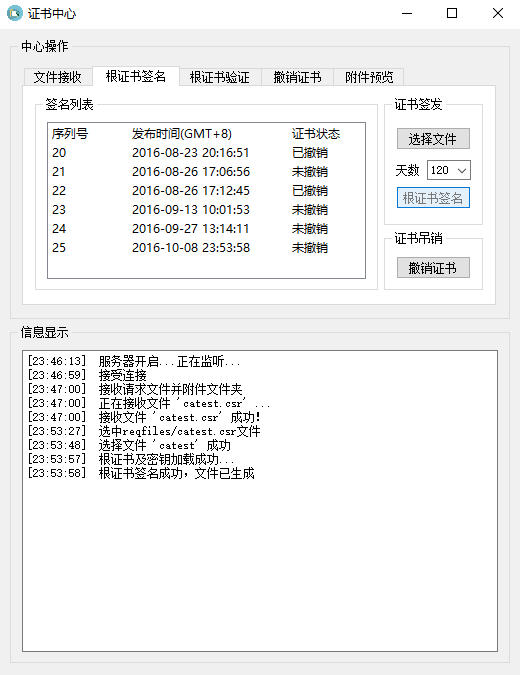 证书中心
中心操作
文件接收 根证书签名 根证书验证 撤销证书 附件预览
签名列表
序列号 发布时间(GMT+8) 证书状态
20 2016-08-23 20:16:51 已撤销
21 2016-08-26 17:06:56 未撤销
22 2016-08-26 17:12:45 已撤销
23 2016-09-13 10:01:53 未撤销
24 2016-09-27 13:14:11 未撤销
25 2016-10-08 23:53:58 未撤销
证书签发
选择文件
天数 120
根证书签名
证书吊销
撤销证书
信息显示
[23:46:13] 服务器开启...正在监听...
[23:46:59] 接受连接
[23:47:00] 接收请求文件并附件文件夹
[23:47:00] 正在接收文件 'catest.csr' ...
[23:47:00] 接收文件 'catest.csr' 成功!
[23:53:27] 选中reqfiles/catest.csr文件
[23:53:48] 选择文件 'catest' 成功
[23:53:57] 根证书及密钥加载成功...
[23:53:58] 根证书签名成功，文件已生成